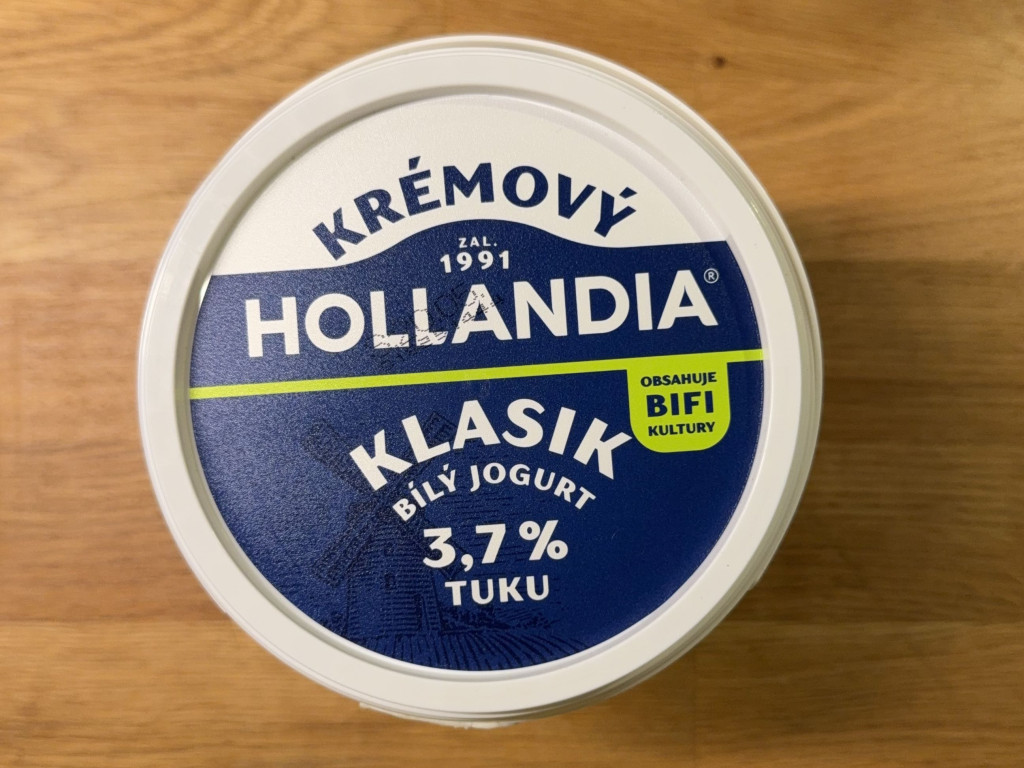 KRÉMOVÝ
ZAL.
1991
HOLLANDIA®
OBSAHUJE
BIFI
KULTURY
KLASIK
BÍLÝ JOGURT
3,7 %
TUKU